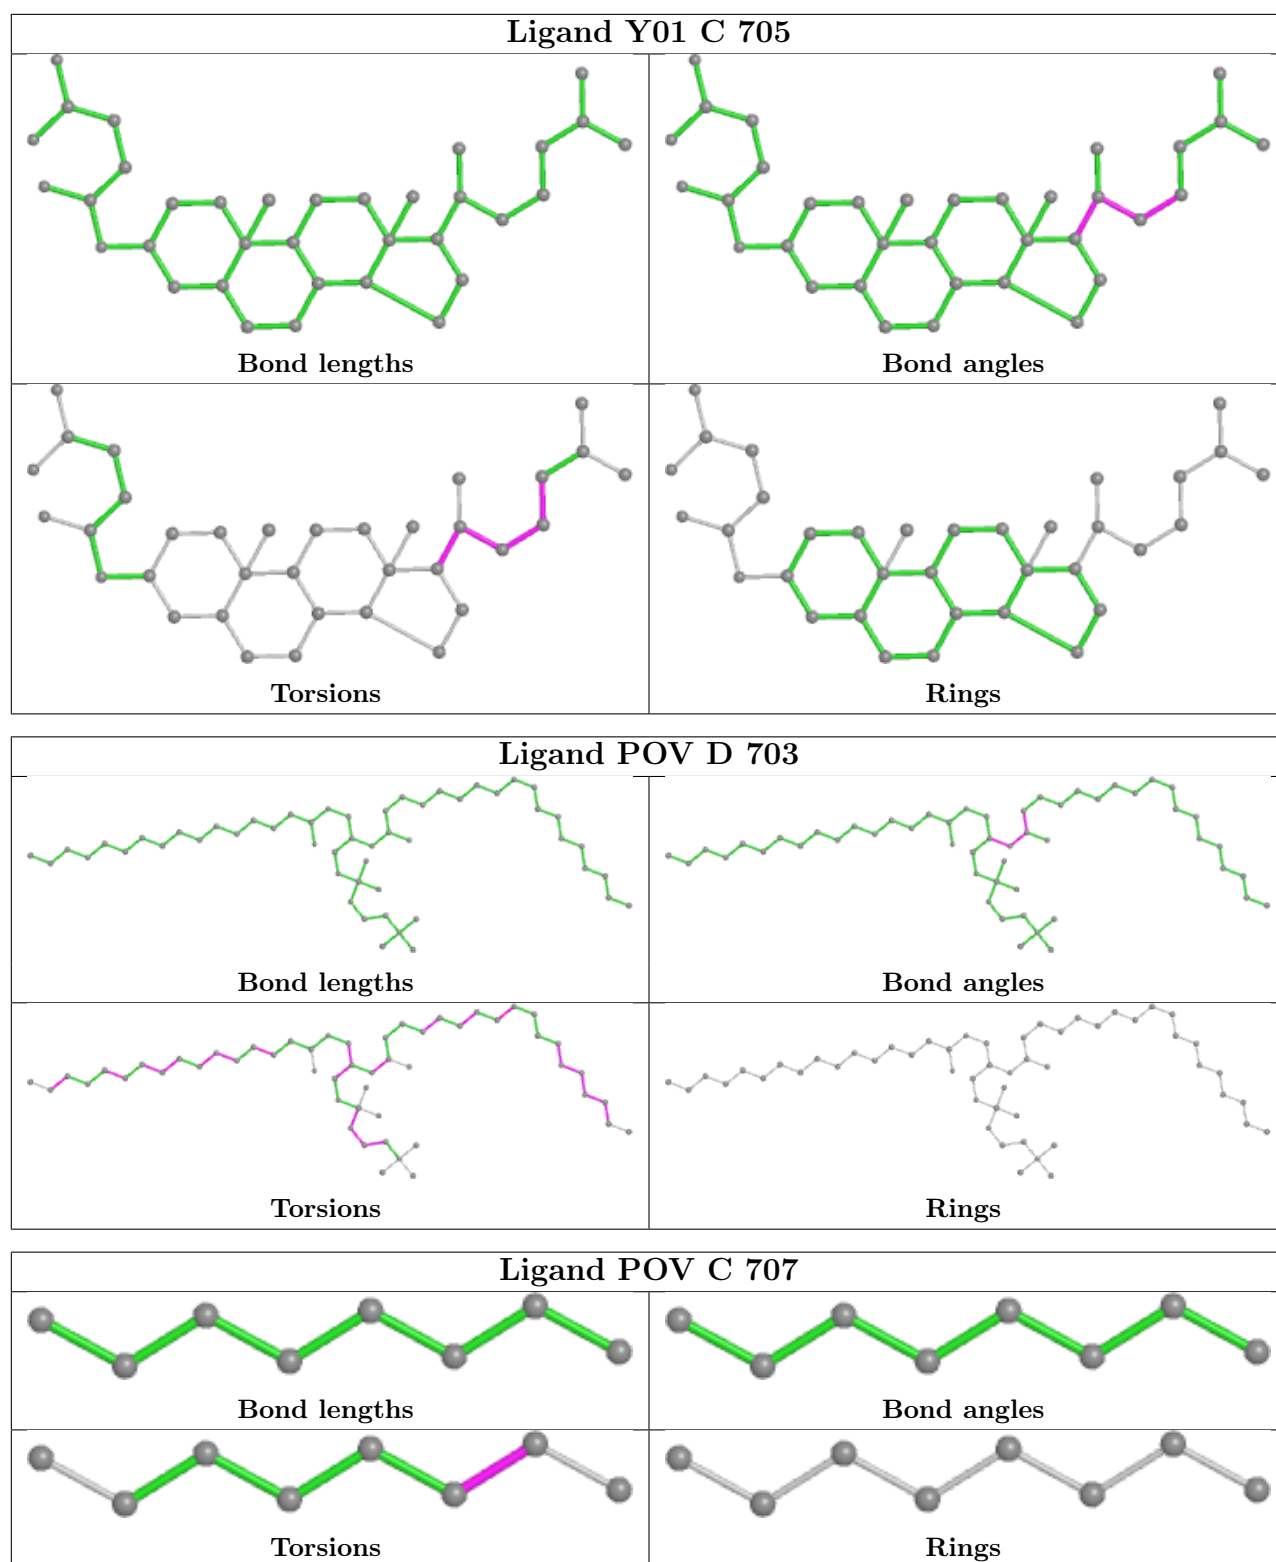 Ligand Y01 C 705
Bond lengths
Bond angles
Torsions
Rings
Ligand POV D 703
Bond lengths
Bond angles
Torsions
Rings
Ligand POV C 707
Bond lengths
Bond angles
Torsions
Rings